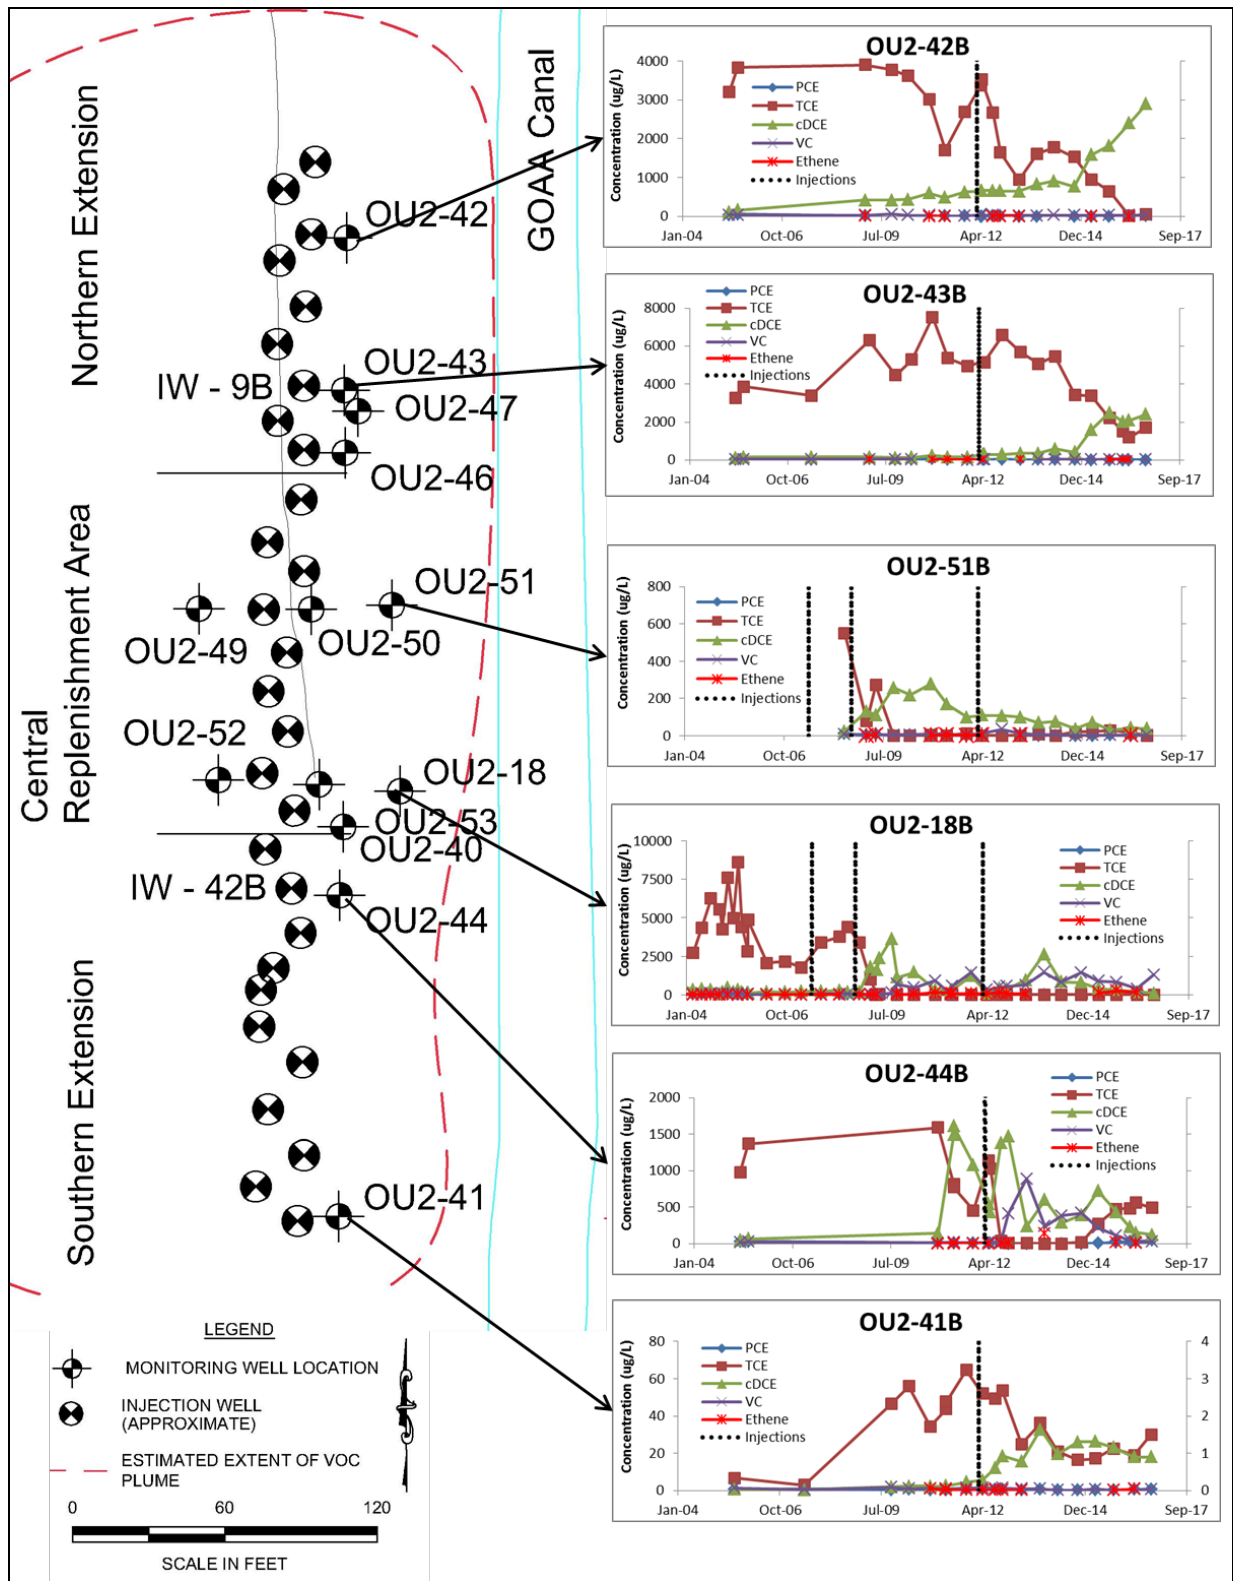 Northern Extension
Central
Replenishment Area
Southern Extension
GOAA Canal
OU2-42
OU2-43
IW - 9B
OU2-47
OU2-46
OU2-51
OU2-49
OU2-50
OU2-52
OU2-18
OU2-53
OU2-40
IW - 42B
OU2-44
OU2-41
LEGEND
MONITORING WELL LOCATION
INJECTION WELL
(APPROXIMATE)
ESTIMATED EXTENT OF VOC
PLUME
0 60 120
SCALE IN FEET
OU2-42B
Concentration (ug/L)
4000
3000
2000
1000
0
PCE
TCE
cDCE
VC
Ethene
Injections
Jan-04 Oct-06 Jul-09 Apr-12 Dec-14 Sep-17
OU2-43B
Concentration (ug/L)
8000
6000
4000
2000
0
PCE
TCE
cDCE
VC
Ethene
Injections
Jan-04 Oct-06 Jul-09 Apr-12 Dec-14 Sep-17
OU2-51B
Concentration (ug/L)
800
600
400
200
0
PCE
TCE
cDCE
VC
Ethene
Injections
Jan-04 Oct-06 Jul-09 Apr-12 Dec-14 Sep-17
OU2-18B
Concentration (ug/L)
10000
7500
5000
2500
0
PCE
TCE
cDCE
VC
Ethene
Injections
Jan-04 Oct-06 Jul-09 Apr-12 Dec-14 Sep-17
OU2-44B
Concentration (ug/L)
2000
1500
1000
500
0
PCE
TCE
cDCE
VC
Ethene
Injections
Jan-04 Oct-06 Jul-09 Apr-12 Dec-14 Sep-17
OU2-41B
Concentration (ug/L)
80
60
40
20
0
PCE
TCE
cDCE
VC
Ethene
Injections
4
3
2
1
0
Jan-04 Oct-06 Jul-09 Apr-12 Dec-14 Sep-17